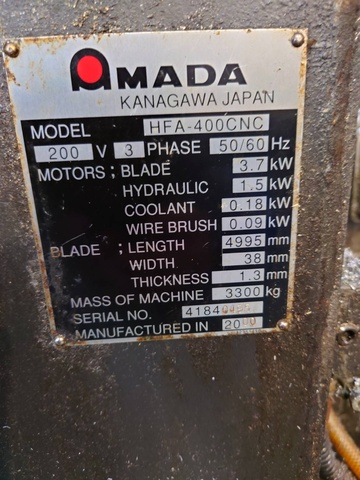 AMADA
KANAGAWA JAPAN
MODEL HFA-400CNC
200 V 3 PHASE 50/60 Hz
MOTORS ; BLADE 3.7 kW
HYDRAULIC 1.5 kW
COOLANT 0.18 kW
WIRE BRUSH 0.09 kW
BLADE ; LENGTH 4995 mm
WIDTH 38 mm
THICKNESS 1.3 mm
MASS OF MACHINE 3300 kg
SERIAL NO.
MANUFACTURED IN